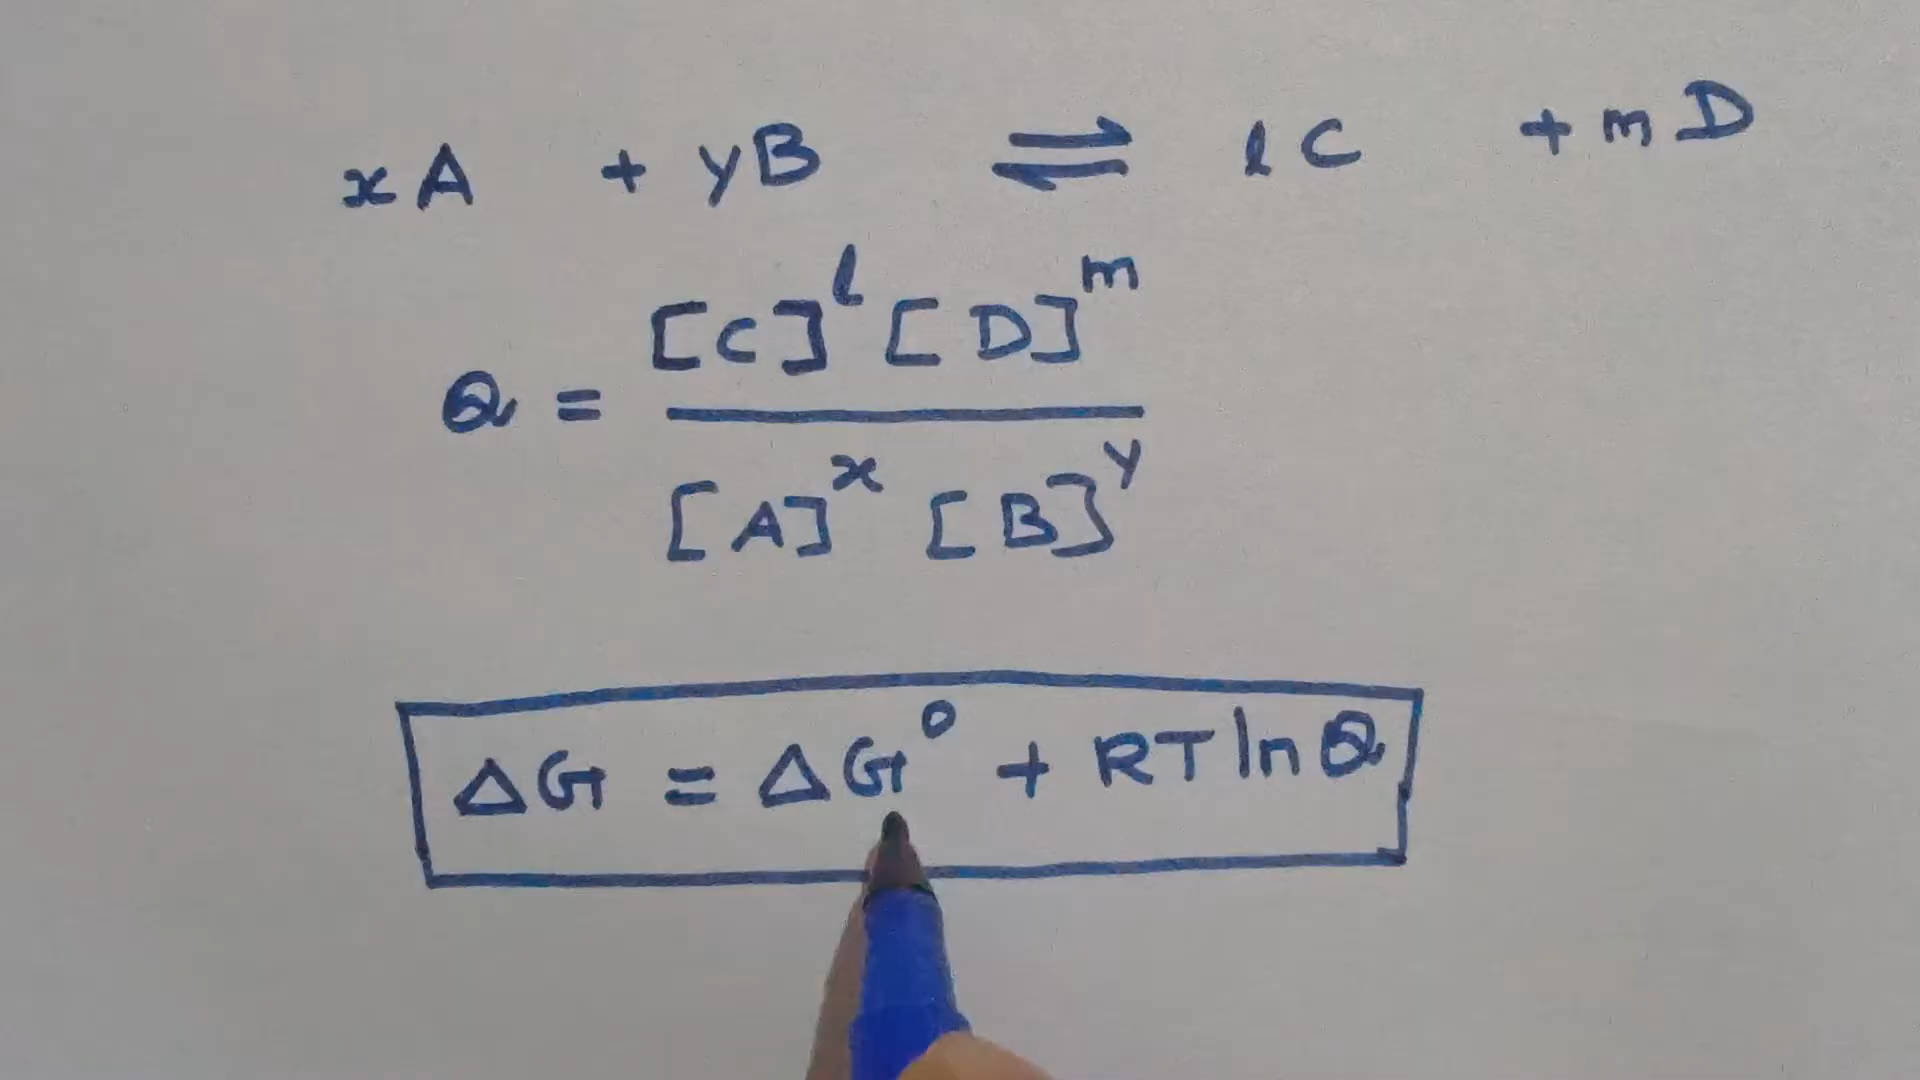 xA + yB ⇌ lC + mD
[C]^l [D]^m
Q = ―――――
[A]^x [B]^y
ΔG = ΔG° + RT ln Q